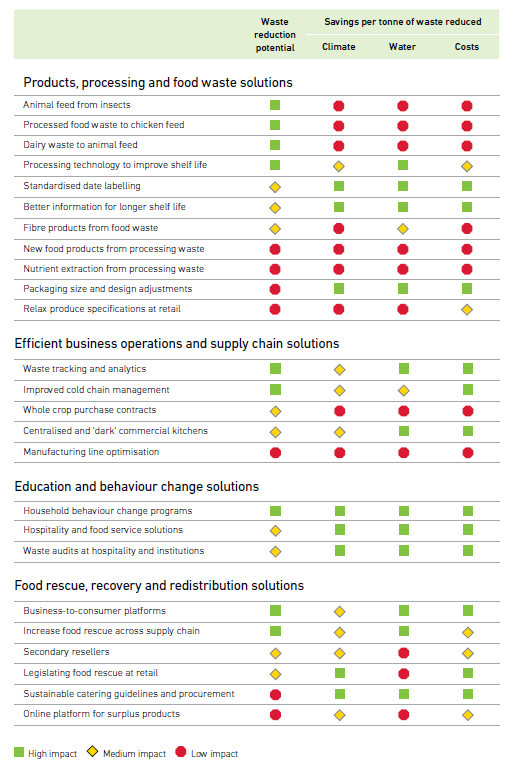 Waste reduction potential
Savings per tonne of waste reduced
Climate Water Costs
Products, processing and food waste solutions
Animal feed from insects
Processed food waste to chicken feed
Dairy waste to animal feed
Processing technology to improve shelf life
Standardised date labelling
Better information for longer shelf life
Fibre products from food waste
New food products from processing waste
Nutrient extraction from processing waste
Packaging size and design adjustments
Relax produce specifications at retail
Efficient business operations and supply chain solutions
Waste tracking and analytics
Improved cold chain management
Whole crop purchase contracts
Centralised and 'dark' commercial kitchens
Manufacturing line optimisation
Education and behaviour change solutions
Household behaviour change programs
Hospitality and food service solutions
Waste audits at hospitality and institutions
Food rescue, recovery and redistribution solutions
Business-to-consumer platforms
Increase food rescue across supply chain
Secondary resellers
Legislating food rescue at retail
Sustainable catering guidelines and procurement
Online platform for surplus products
High impact Medium impact Low impact